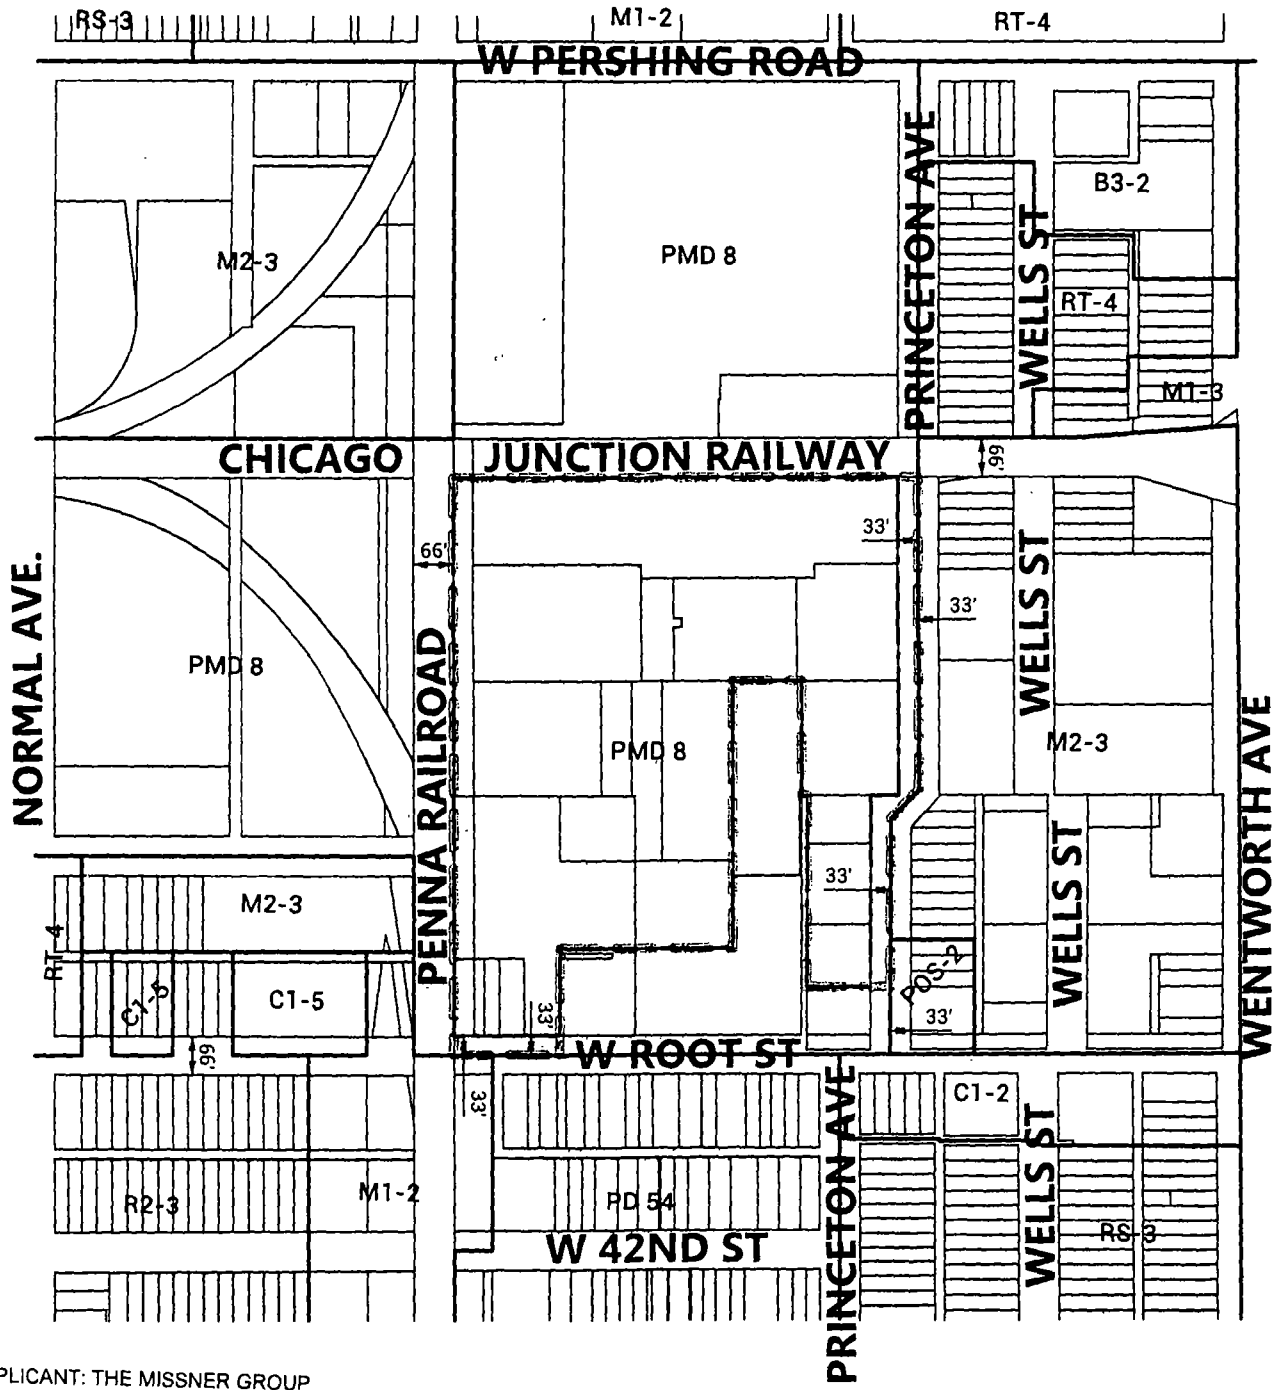 RS-3
M1-2
RT-4
W PERSHING ROAD
PRINCETON AVE
B3-2
WELLS ST
PMD 8
M2-3
RT-4
M1-3
CHICAGO JUNCTION RAILWAY
66'
33'
66'
NORMAL AVE.
WELLS ST
33'
PENNA RAILROAD
PMD 8
PMD 8
M2-3
WENTWORTH AVE
WELLS ST
33'
M2-3
RT-4
C1-5
C1-5
POS-2
33'
33'
66'
W ROOT ST
33'
C1-2
PRINCETON AVE
WELLS ST
R2-3
M1-2
PD 54
RS-3
W 42ND ST
PLICANT: THE MISSNER GROUP